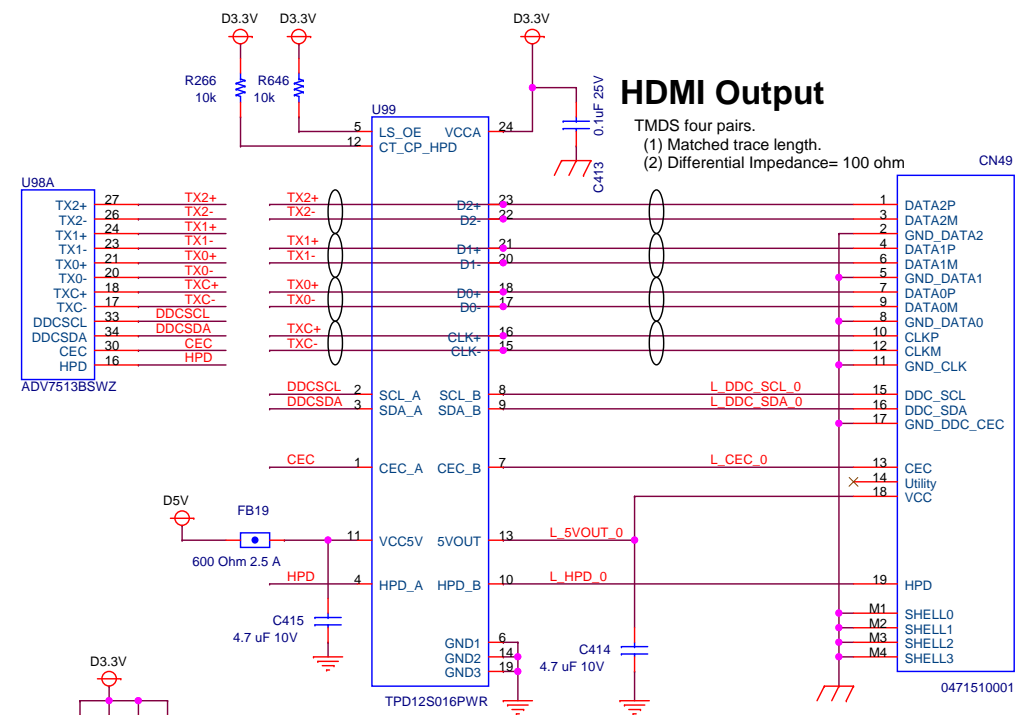 D3.3V D3.3V D3.3V
R266 10k
R646 10k
0.1uF 25V
C413
HDMI Output
TMDS four pairs.
(1) Matched trace length.
(2) Differential Impedance= 100 ohm
U98A
TX2+ 27 TX2+
TX2- 26 TX2-
TX1+ 24 TX1+
TX1- 23 TX1-
TX0+ 21 TX0+
TX0- 20 TX0-
TXC+ 18 TXC+
TXC- 17 TXC-
DDCSCL 33 DDCSCL
DDCSDA 34 DDCSDA
CEC 30 CEC
HPD 16 HPD
ADV7513BSWZ
U99
5 LS_OE VCCA 24
12 CT_CP_HPD
TX2+ D2+ 23
TX2- D2- 22
TX1+ D1+ 21
TX1- D1- 20
TX0+ D0+ 18
TX0- D0- 17
TXC+ CLK+ 16
TXC- CLK- 15
DDCSCL 2 SCL_A SCL_B 8 L_DDC_SCL_0
DDCSDA 3 SDA_A SDA_B 9 L_DDC_SDA_0
CEC 1 CEC_A CEC_B 7 L_CEC_0
D5V
FB19
600 Ohm 2.5 A
11 VCC5V 5VOUT 13 L_5VOUT_0
HPD 4 HPD_A HPD_B 10 L_HPD_0
C415
4.7 uF 10V
GND1 6
GND2 14
GND3 19
TPD12S016PWR
C414
4.7 uF 10V
CN49
1 DATA2P
3 DATA2M
2 GND_DATA2
4 DATA1P
6 DATA1M
5 GND_DATA1
7 DATA0P
9 DATA0M
8 GND_DATA0
10 CLKP
12 CLKM
11 GND_CLK
15 DDC_SCL
16 DDC_SDA
17 GND_DDC_CEC
13 CEC
14 Utility
18 VCC
19 HPD
M1 SHELL0
M2 SHELL1
M3 SHELL2
M4 SHELL3
0471510001
D3.3V